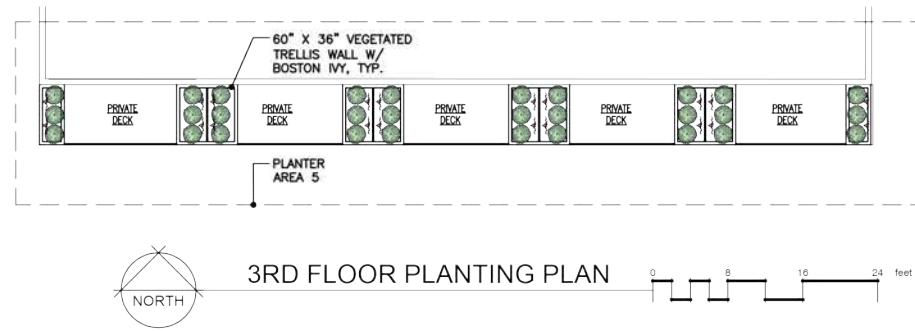 60" X 36" VEGETATED
TRELLIS WALL W/
BOSTON IVY, TYP.
PRIVATE
DECK
PRIVATE
DECK
PRIVATE
DECK
PRIVATE
DECK
PRIVATE
DECK
PLANTER
AREA 5
NORTH
3RD FLOOR PLANTING PLAN
0 8 16 24 feet